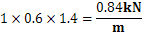 1 × 0.6 × 1.4 = 0.84kN/m